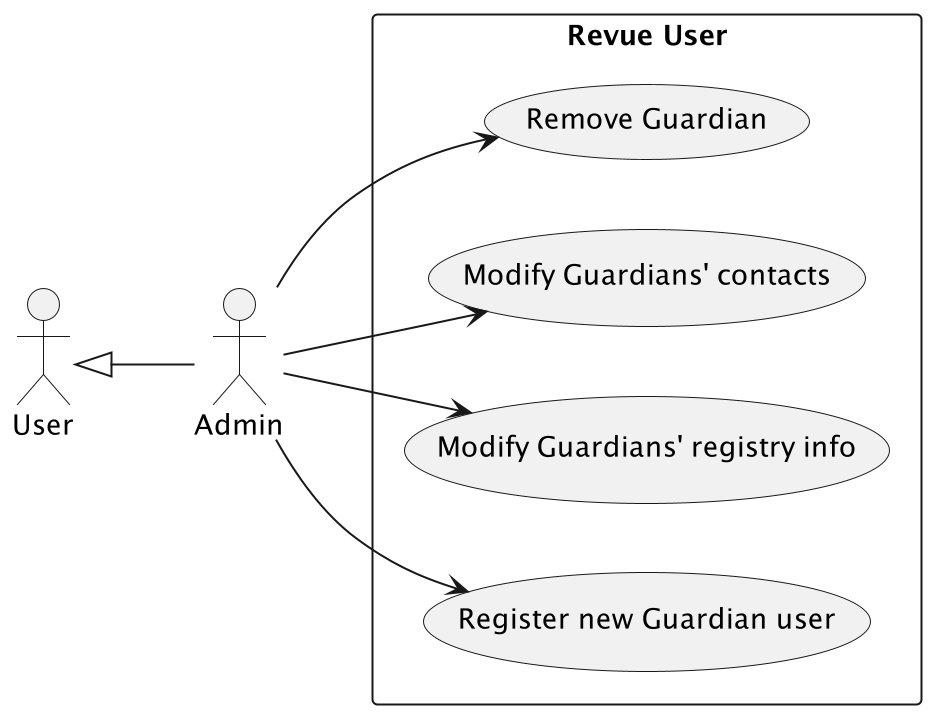 Revue User
Remove Guardian
Modify Guardians' contacts
User
Admin
Modify Guardians' registry info
Register new Guardian user